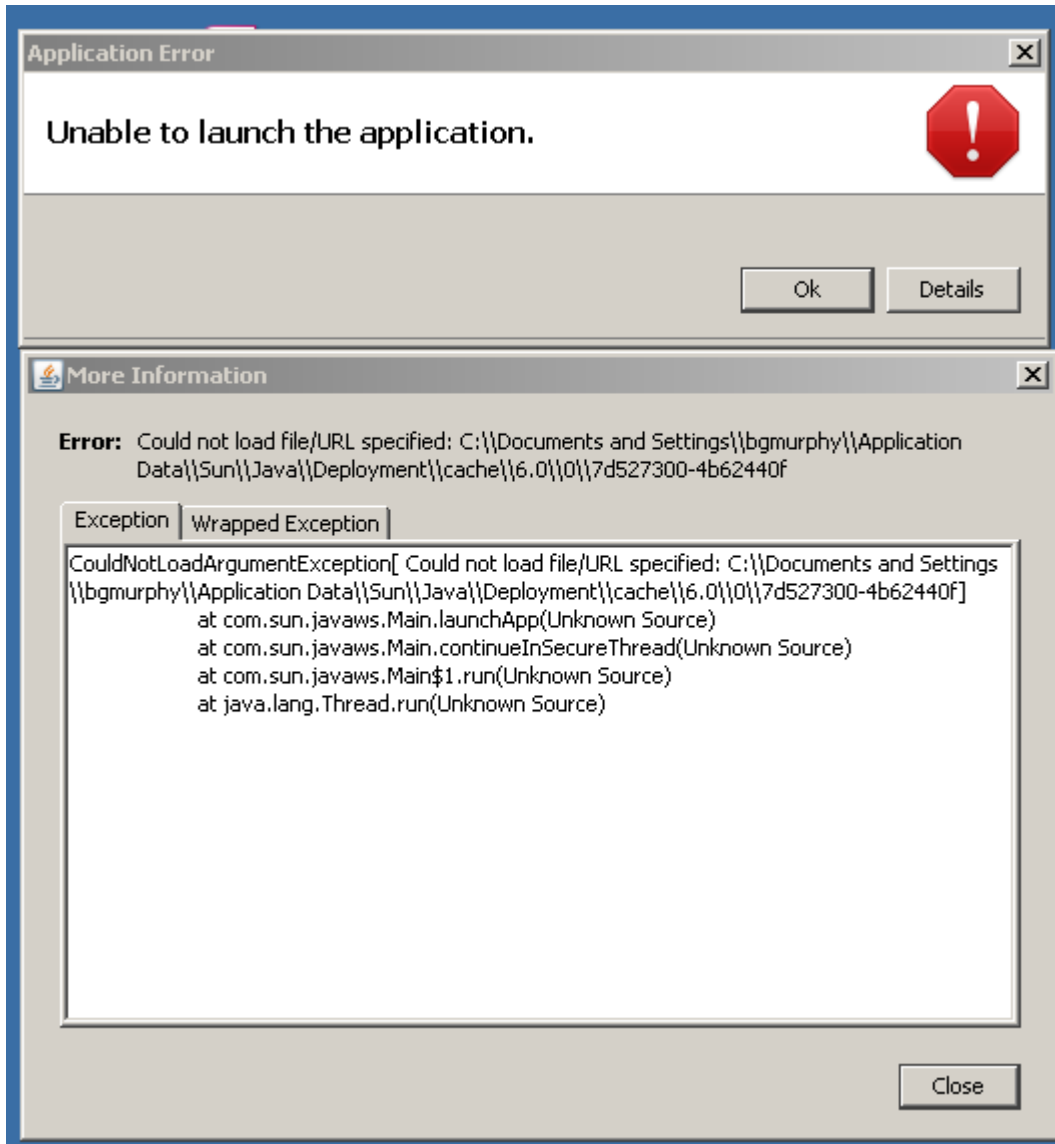 Application Error
Unable to launch the application.
Ok
Details
More Information
Error: Could not load file/URL specified: C:\\Documents and Settings\\bgmurphy\\Application
Data\\Sun\\Java\\Deployment\\cache\\6.0\\0\\7d527300-4b62440f
Exception
Wrapped Exception
CouldNotLoadArgumentException[ Could not load file/URL specified: C:\\Documents and Settings
\\bgmurphy\\Application Data\\Sun\\Java\\Deployment\\cache\\6.0\\0\\7d527300-4b62440f]
at com.sun.javaws.Main.launchApp(Unknown Source)
at com.sun.javaws.Main.continueInSecureThread(Unknown Source)
at com.sun.javaws.Main$1.run(Unknown Source)
at java.lang.Thread.run(Unknown Source)
Close